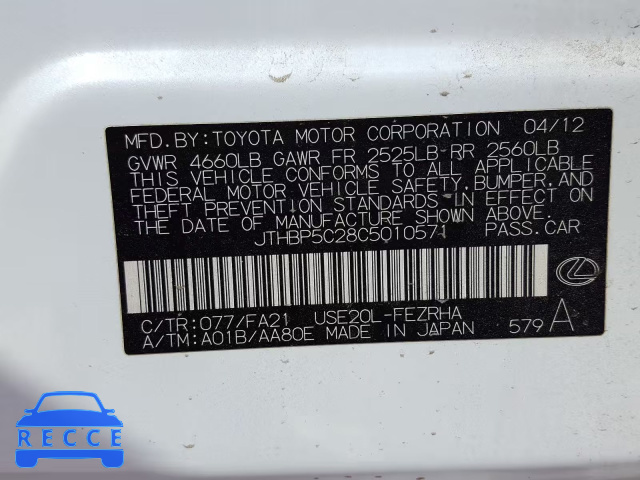 MFD.BY:TOYOTA MOTOR CORPORATION 04/12
GVWR 4660LB GAWR FR 2525LB RR 2560LB
THIS VEHICLE CONFORMS TO ALL APPLICABLE
FEDERAL MOTOR VEHICLE SAFETY,BUMPER,AND
THEFT PREVENTION STANDARDS IN EFFECT ON
THE DATE OF MANUFACTURE SHOWN ABOVE.
JTHBP5C28C5010571 PASS.CAR
C/TR:077/FA21 USE20L-FEZRHA
A/TM:A01B/AA80E MADE IN JAPAN 579 A
RECCE